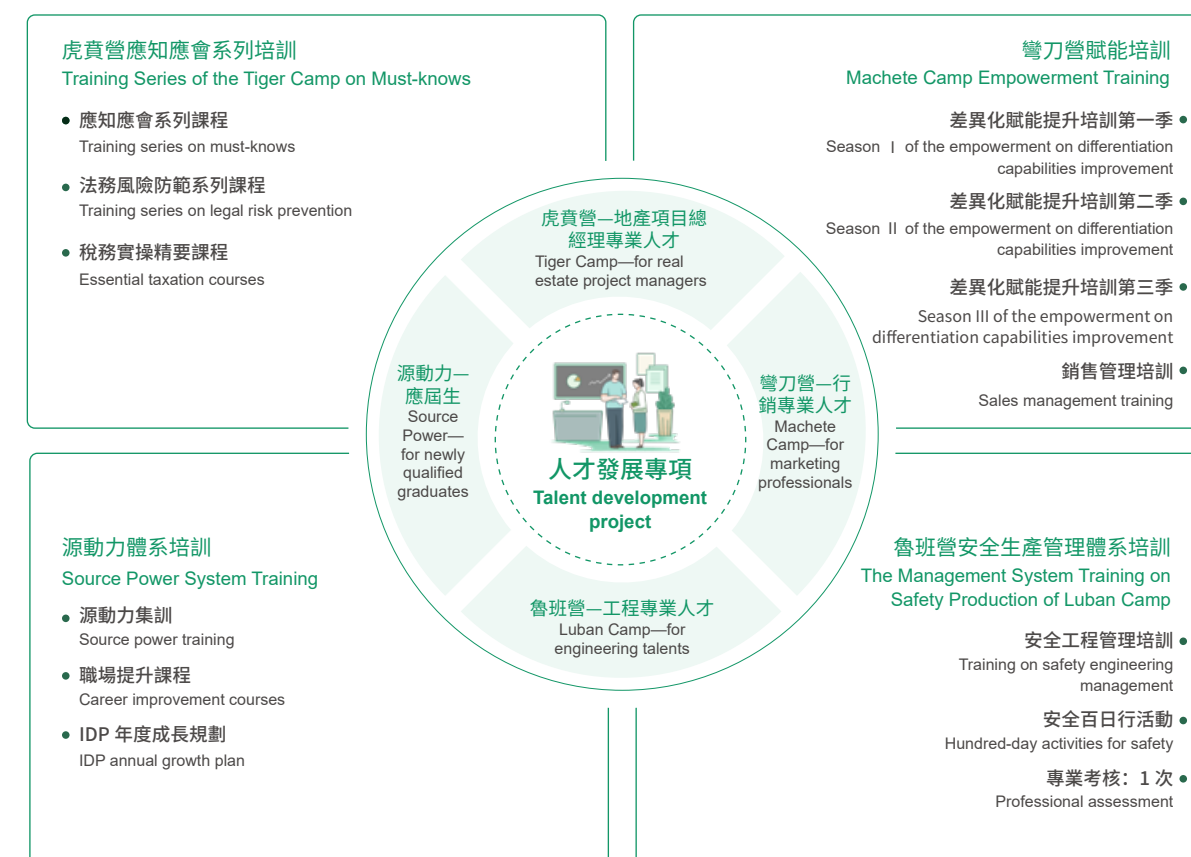 虎賁營應知應會系列培訓
Training Series of the Tiger Camp on Must-knows
應知應會系列課程
Training series on must-knows
法務風險防範系列課程
Training series on legal risk prevention
稅務實操精要課程
Essential taxation courses
彎刀營賦能培訓
Machete Camp Empowerment Training
差異化賦能提升培訓第一季
Season Ⅰ of the empowerment on differentiation
capabilities improvement
差異化賦能提升培訓第二季
Season II of the empowerment on differentiation
capabilities improvement
差異化賦能提升培訓第三季
Season III of the empowerment on
differentiation capabilities improvement
銷售管理培訓
Sales management training
虎賁營—地產項目總
經理專業人才
Tiger Camp—for real
estate project managers
源動力—
應屆生
Source
Power—
for newly
qualified
graduates
人才發展專項
Talent development
project
彎刀營—行
銷專業人才
Machete
Camp—for
marketing
professionals
魯班營—工程專業人才
Luban Camp—for
engineering talents
源動力體系培訓
Source Power System Training
源動力集訓
Source power training
職場提升課程
Career improvement courses
IDP 年度成長規劃
IDP annual growth plan
魯班營安全生產管理體系培訓
The Management System Training on
Safety Production of Luban Camp
安全工程管理培訓
Training on safety engineering
management
安全百日行活動
Hundred-day activities for safety
專業考核：1 次
Professional assessment